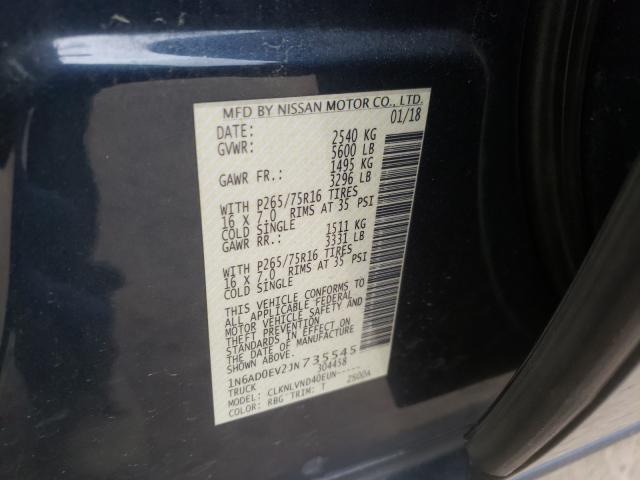 MFD BY NISSAN MOTOR CO., LTD.
DATE: 01/18
GVWR: 2540 KG
5600 LB
GAWR FR.: 1495 KG
3296 LB
WITH P265/75R16 TIRES
16 X 7.0 RIMS AT 35 PSI
COLD SINGLE
GAWR RR.: 1511 KG
3331 LB
WITH P265/75R16 TIRES
16 X 7.0 RIMS AT 35 PSI
COLD SINGLE
THIS VEHICLE CONFORMS TO
ALL APPLICABLE FEDERAL
MOTOR VEHICLE SAFETY AND
THEFT PREVENTION
STANDARDS IN EFFECT ON
THE DATE OF MANUFACTURE
SHOWN ABOVE.
1N6AD0EV2JN735545
TRUCK 304458
MODEL: CLKNLVND40EUN-----
COLOR: RBG TRIM: T 2S00A